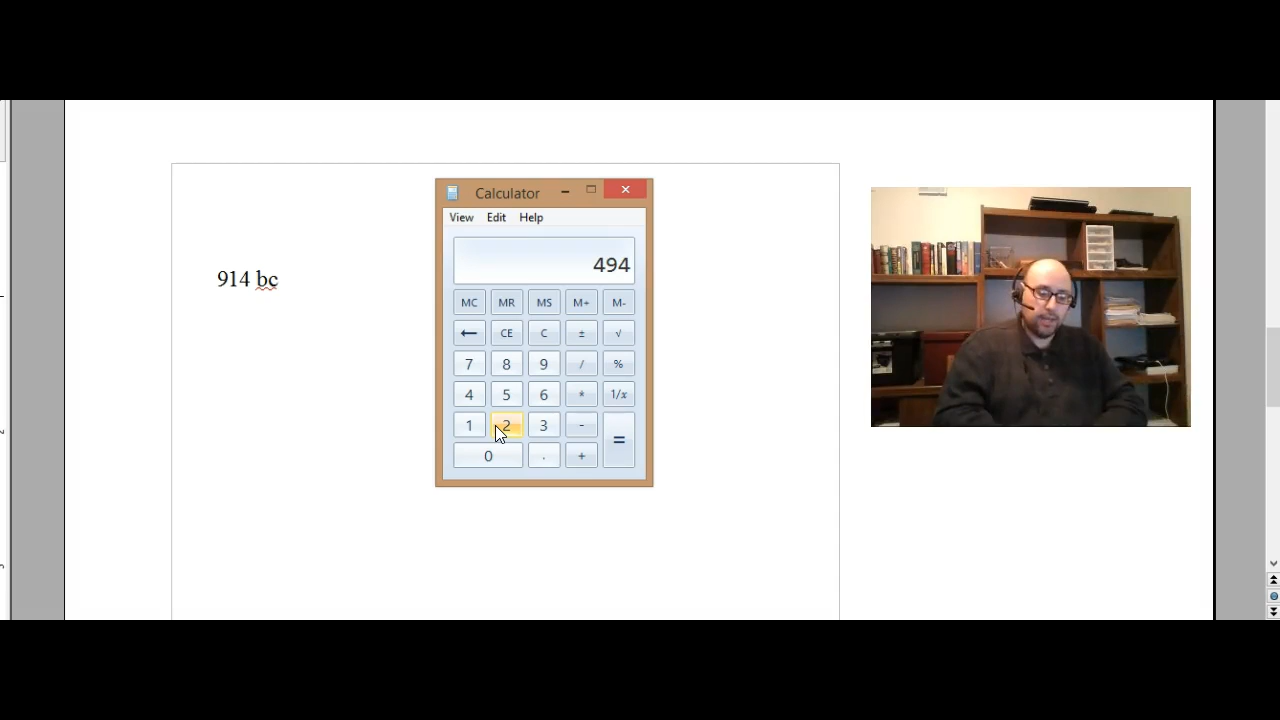 914 bc
Calculator
View Edit Help
494
MC MR MS M+ M-
← CE C ± √
7 8 9 / %
4 5 6 * 1/x
1 2 3 - =
0 . +